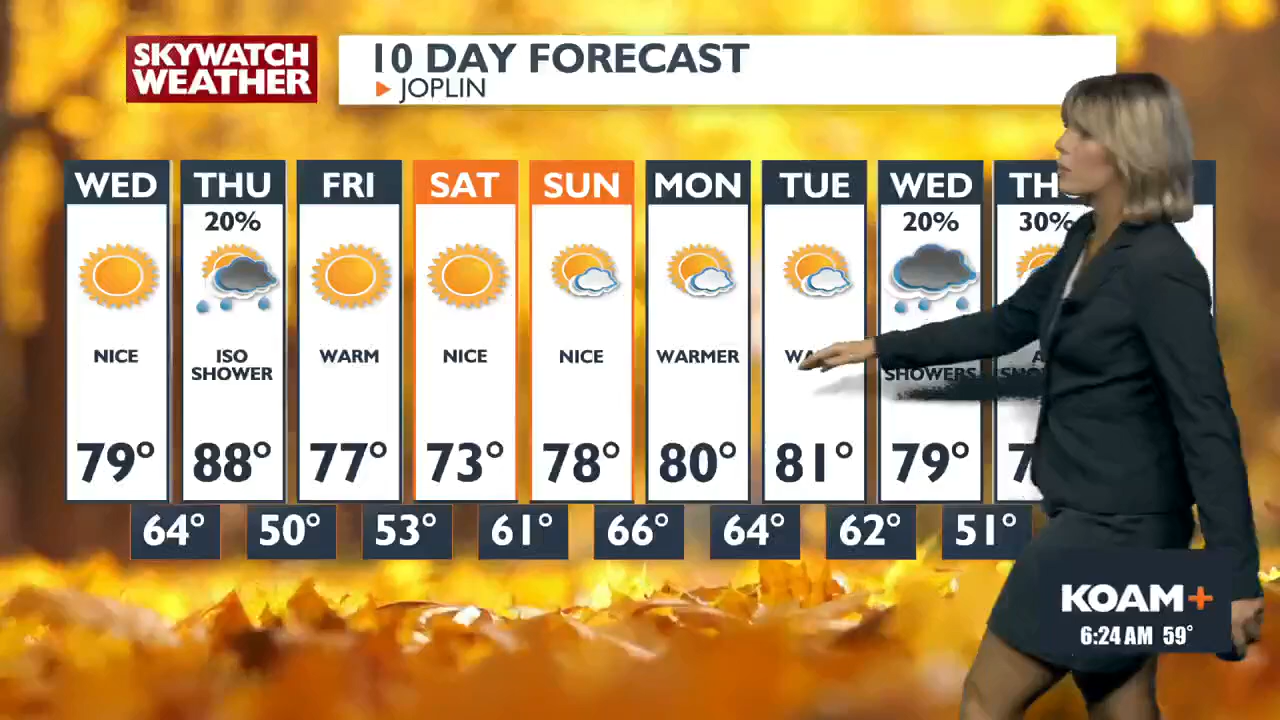 SKYWATCH
WEATHER
10 DAY FORECAST
JOPLIN
WED THU FRI SAT SUN MON TUE WED
20% 20% 30%
NICE ISO WARM NICE NICE WARMER
SHOWER SHOWERS
79° 88° 77° 73° 78° 80° 81° 79°
64° 50° 53° 61° 66° 64° 62° 51°
KOAM+
6:24 AM 59°